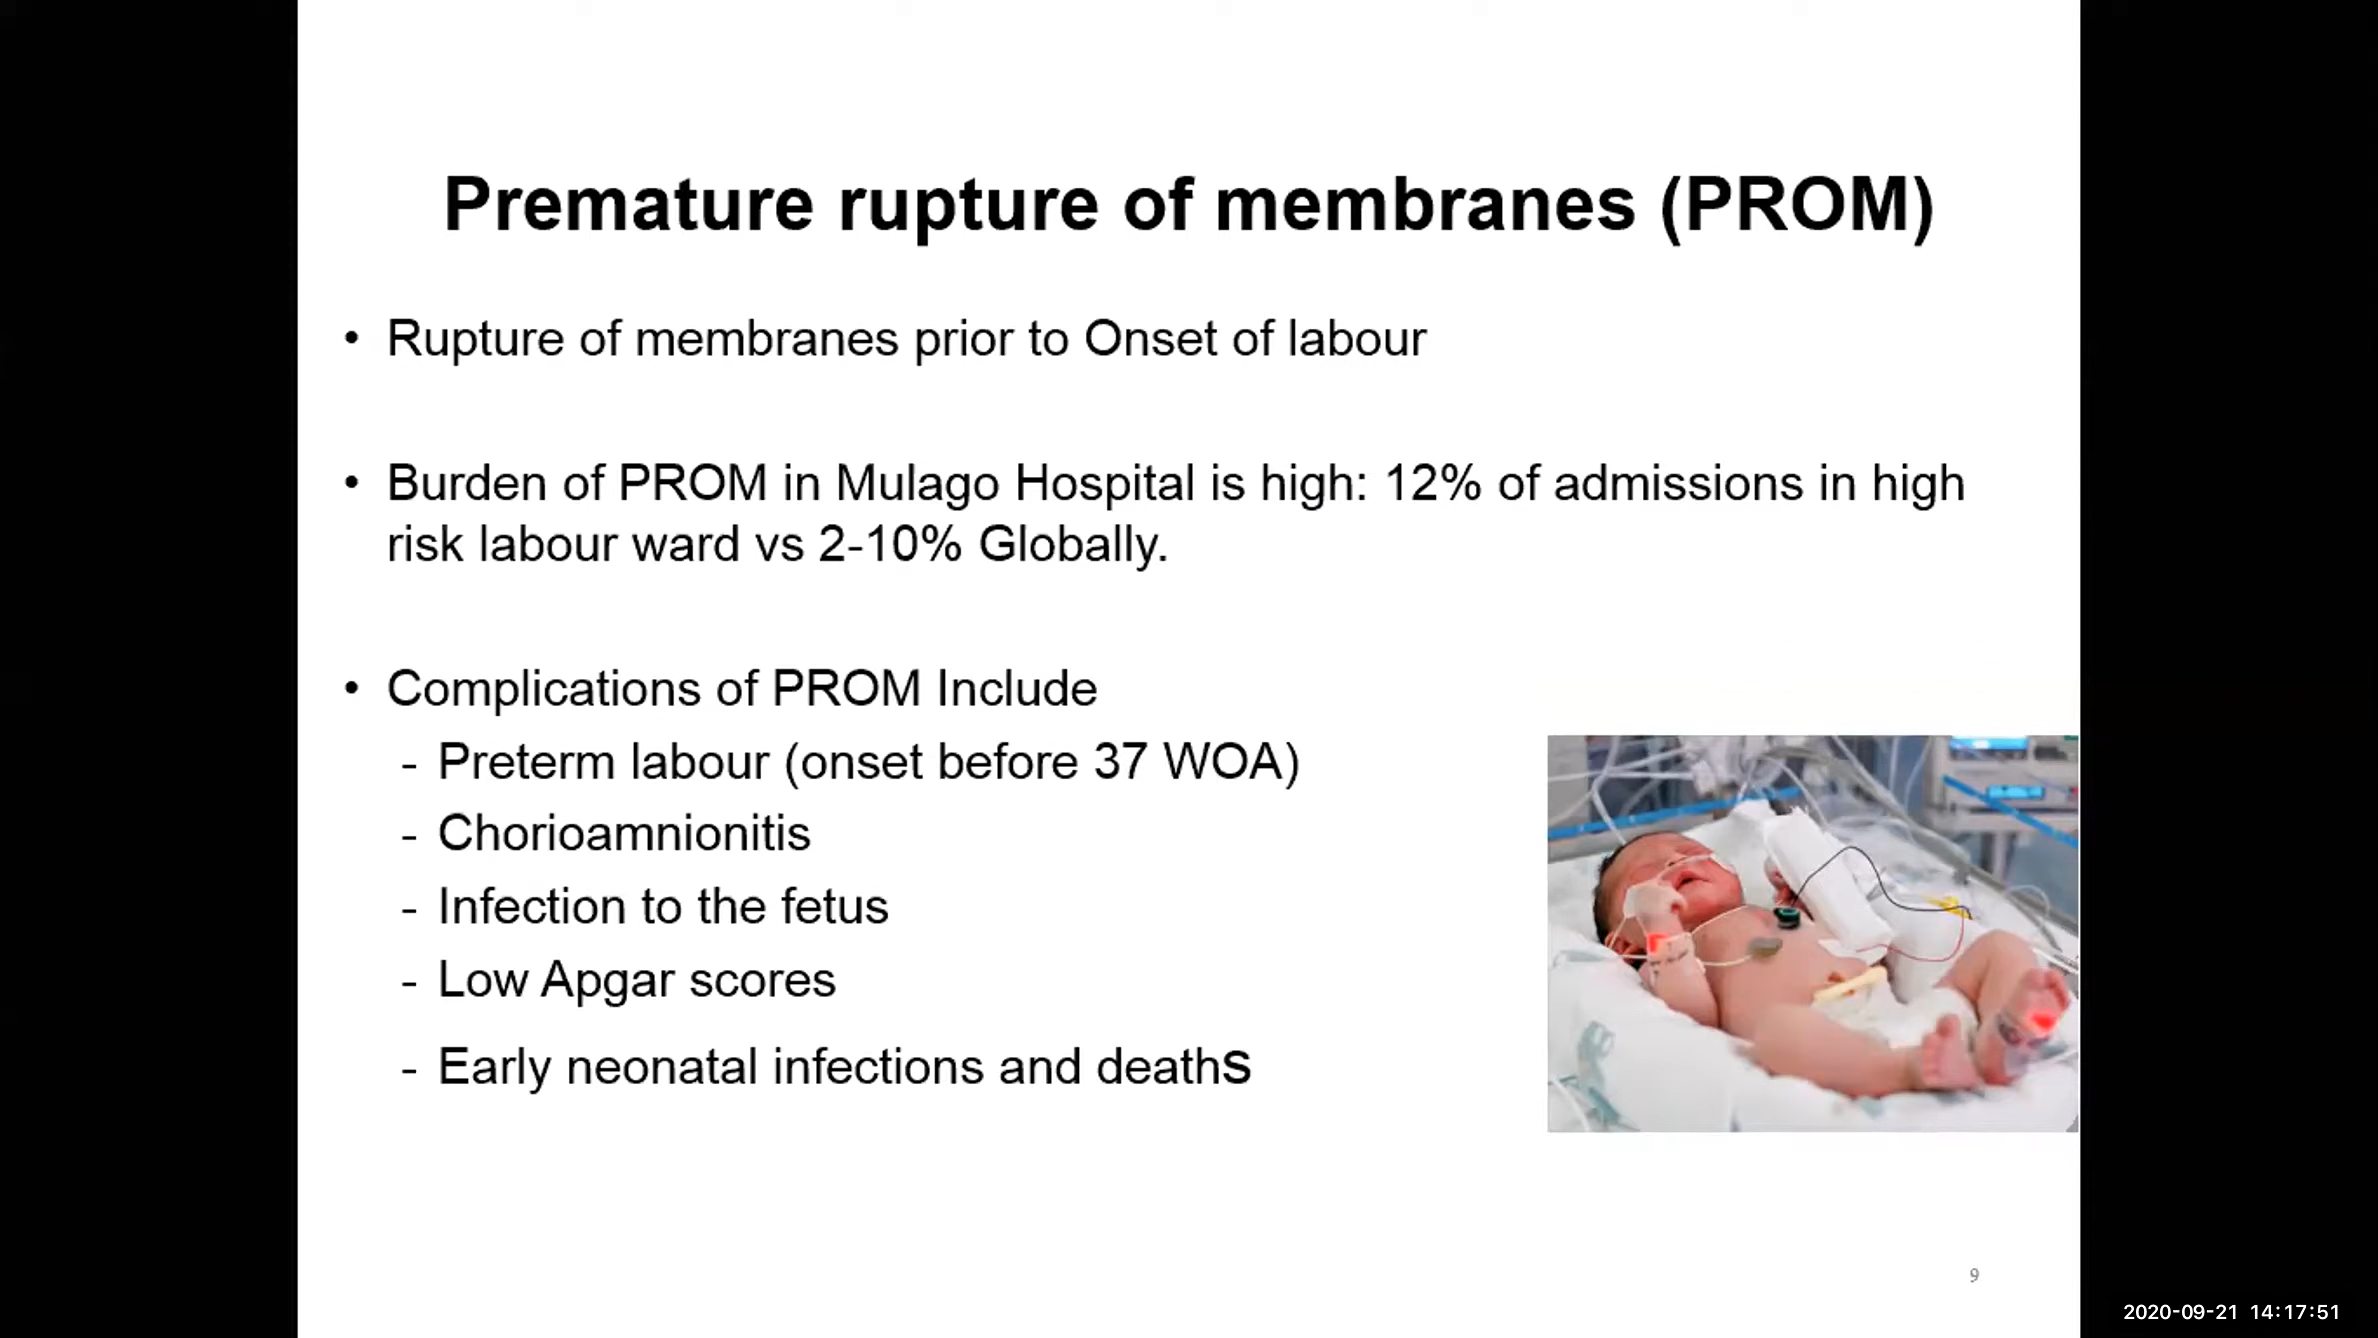 Premature rupture of membranes (PROM)
• Rupture of membranes prior to Onset of labour
• Burden of PROM in Mulago Hospital is high: 12% of admissions in high
risk labour ward vs 2-10% Globally.
• Complications of PROM Include
- Preterm labour (onset before 37 WOA)
- Chorioamnionitis
- Infection to the fetus
- Low Apgar scores
- Early neonatal infections and deaths
9
2020-09-21 14:17:51